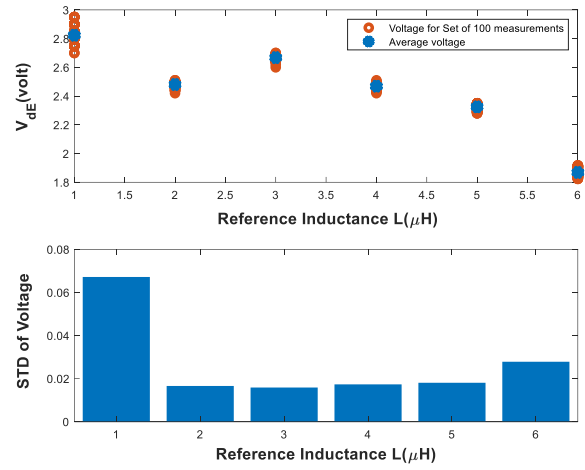 3
2.8
2.6
2.4
2.2
2
1.8
V_dE(volt)
Voltage for Set of 100 measurements
Average voltage
1 1.5 2 2.5 3 3.5 4 4.5 5 5.5 6
Reference Inductance L(μH)
0.08
0.06
0.04
0.02
0
STD of Voltage
1 2 3 4 5 6
Reference Inductance L(μH)